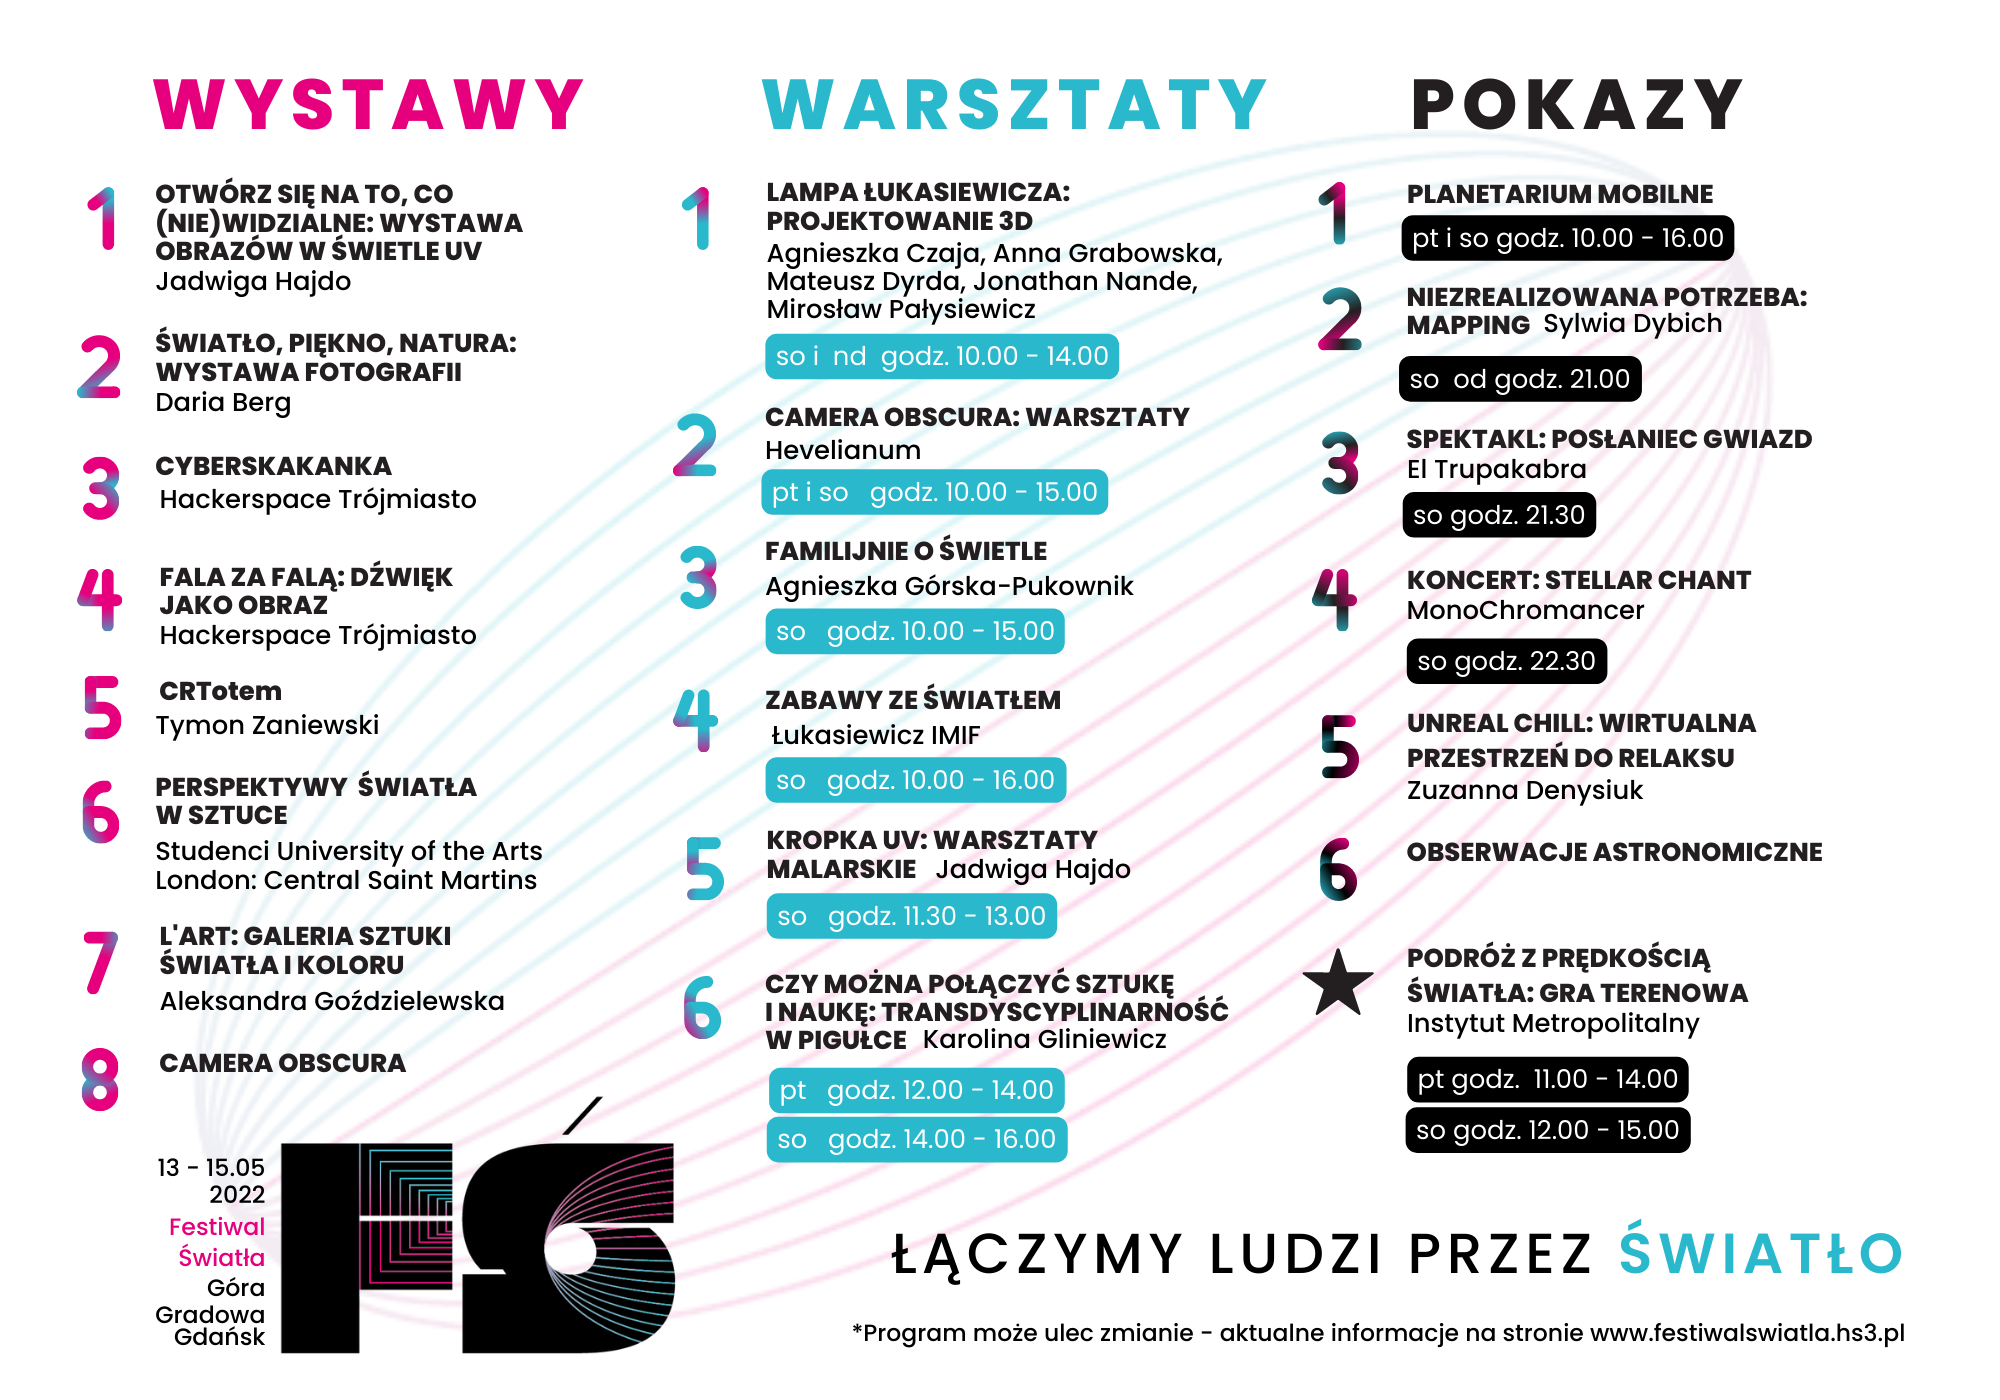 WYSTAWY
1
OTWÓRZ SIĘ NA TO, CO
(NIE)WIDZIALNE: WYSTAWA
OBRAZÓW W ŚWIETLE UV
Jadwiga Hajdo
2
ŚWIATŁO, PIĘKNO, NATURA:
WYSTAWA FOTOGRAFII
Daria Berg
3
CYBERSKAKANKA
Hackerspace Trójmiasto
4
FALA ZA FALĄ: DŹWIĘK
JAKO OBRAZ
Hackerspace Trójmiasto
5
CRTotem
Tymon Zaniewski
6
PERSPEKTYWY ŚWIATŁA
W SZTUCE
Studenci University of the Arts
London: Central Saint Martins
7
L'ART: GALERIA SZTUKI
ŚWIATŁA I KOLORU
Aleksandra Goździelewska
8
CAMERA OBSCURA
WARSZTATY
1
LAMPA ŁUKASIEWICZA:
PROJEKTOWANIE 3D
Agnieszka Czaja, Anna Grabowska,
Mateusz Dyrda, Jonathan Nande,
Mirosław Pałysiewicz
so i nd godz. 10.00 - 14.00
2
CAMERA OBSCURA: WARSZTATY
Hevelianum
pt i so godz. 10.00 - 15.00
3
FAMILIJNIE O ŚWIETLE
Agnieszka Górska-Pukownik
so godz. 10.00 - 15.00
4
ZABAWY ZE ŚWIATŁEM
Łukasiewicz IMIF
so godz. 10.00 - 16.00
5
KROPKA UV: WARSZTATY
MALARSKIE Jadwiga Hajdo
so godz. 11.30 - 13.00
6
CZY MOŻNA POŁĄCZYĆ SZTUKĘ
I NAUKĘ: TRANSDYSCYPLINARNOŚĆ
W PIGUŁCE Karolina Gliniewicz
pt godz. 12.00 - 14.00
so godz. 14.00 - 16.00
POKAZY
1
PLANETARIUM MOBILNE
pt i so godz. 10.00 - 16.00
2
NIEZREALIZOWANA POTRZEBA:
MAPPING Sylwia Dybich
so od godz. 21.00
3
SPEKTAKL: POSŁANIEC GWIAZD
El Trupakabra
so godz. 21.30
4
KONCERT: STELLAR CHANT
MonoChromancer
so godz. 22.30
5
UNREAL CHILL: WIRTUALNA
PRZESTRZEŃ DO RELAKSU
Zuzanna Denysiuk
6
OBSERWACJE ASTRONOMICZNE
PODRÓŻ Z PRĘDKOŚCIĄ
ŚWIATŁA: GRA TERENOWA
Instytut Metropolitalny
pt godz. 11.00 - 14.00
so godz. 12.00 - 15.00
13 - 15.05
2022
Festiwal
Światła
Góra
Gradowa
Gdańsk
FŚ
ŁĄCZYMY LUDZI PRZEZ ŚWIATŁO
*Program może ulec zmianie - aktualne informacje na stronie www.festiwalswiatla.hs3.pl